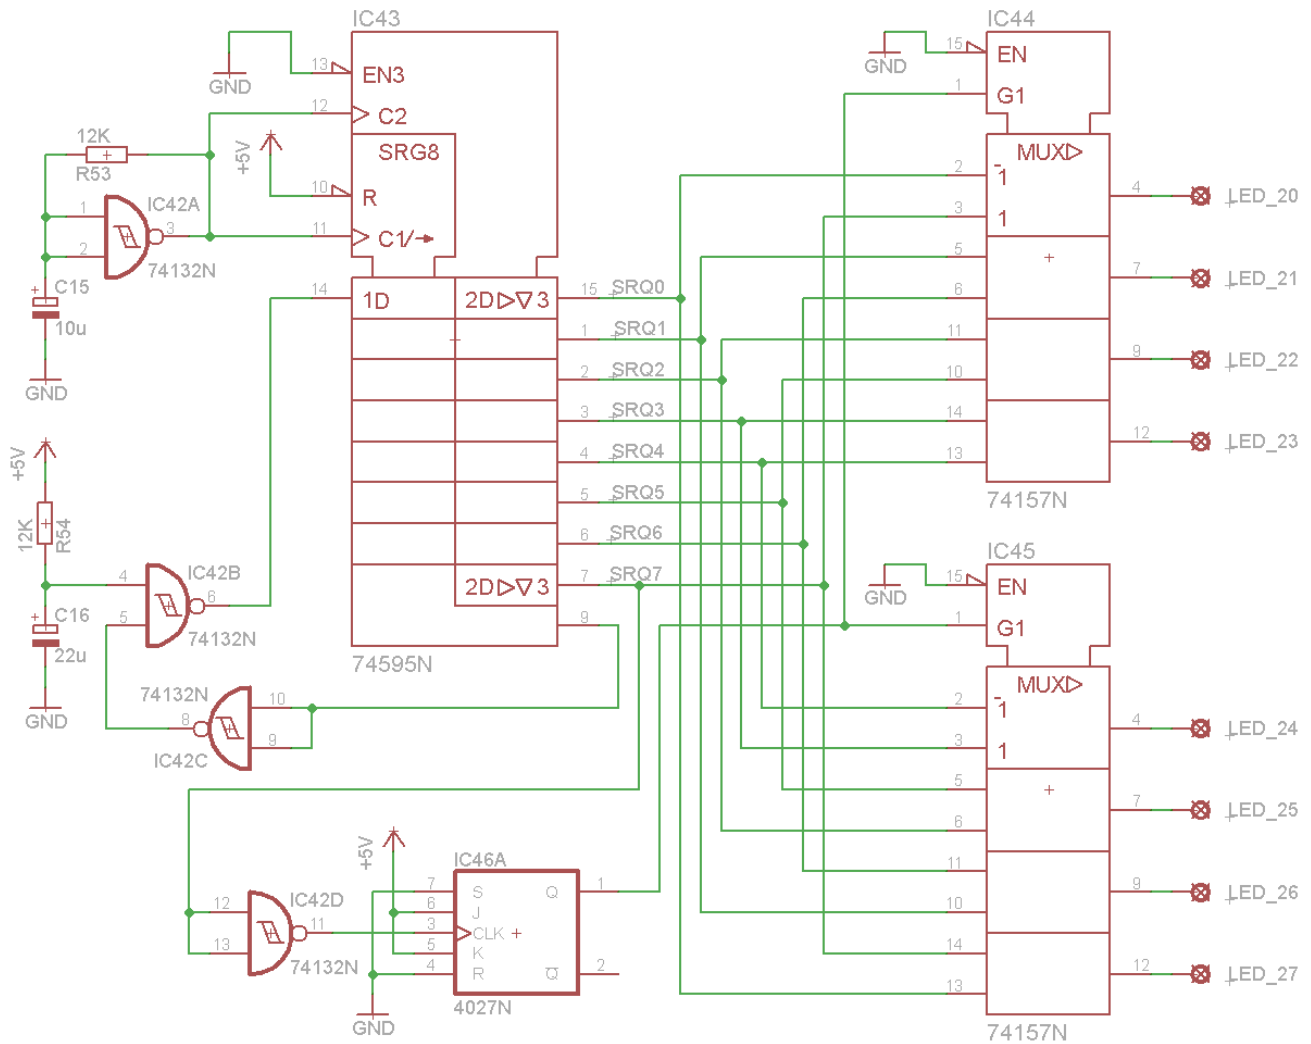 IC43
13
EN3
GND
12
C2
+5V
SRG8
10
R
11
C1/
12K
R53
IC42A
1
2
3
74132N
C15
+
10u
GND
14
1D
2D 3
15
SRQ0
1
SRQ1
2
SRQ2
3
SRQ3
4
SRQ4
5
SRQ5
6
SRQ6
2D 3
7
SRQ7
9
74595N
+5V
12K
R54
IC42B
4
5
6
74132N
C16
+
22u
GND
74132N
10
8
9
IC42C
IC42D
12
11
13
74132N
+5V
IC46A
7 S
6 J
3 CLK
5 K
4 R
Q 1
Q 2
4027N
GND
IC44
15
EN
GND
1
G1
MUX
2
1
3
1
4
LED_20
5
6
7
LED_21
11
10
9
LED_22
14
13
12
LED_23
74157N
IC45
15
EN
GND
1
G1
MUX
2
1
3
1
4
LED_24
5
6
7
LED_25
11
10
9
LED_26
14
13
12
LED_27
74157N